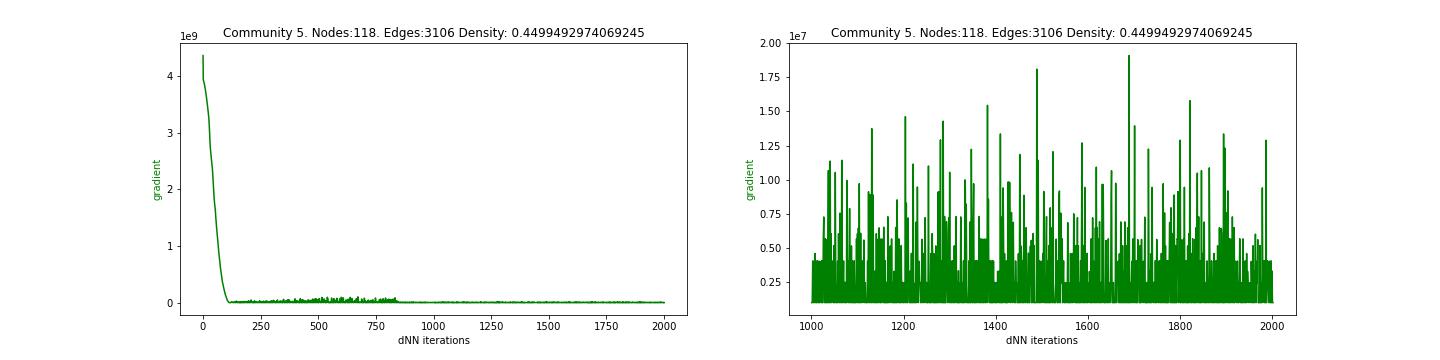 Community 5. Nodes:118. Edges:3106 Density: 0.4499492974069245
1e9
4
3
2
1
0
gradient
0 250 500 750 1000 1250 1500 1750 2000
dNN iterations
Community 5. Nodes:118. Edges:3106 Density: 0.4499492974069245
1e7
2.00
1.75
1.50
1.25
1.00
0.75
0.50
0.25
gradient
1000 1200 1400 1600 1800 2000
dNN iterations